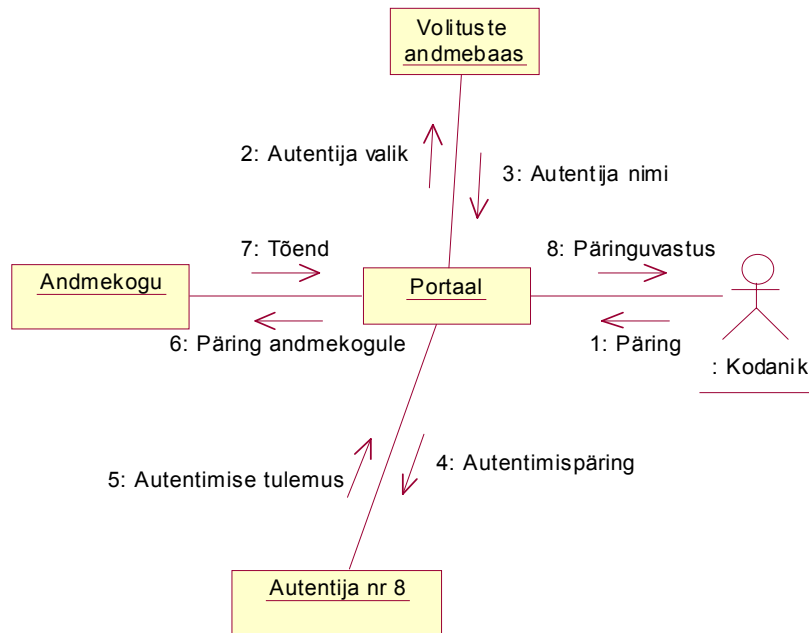 Volituste
andmebaas
2: Autentija valik
3: Autentija nimi
7: Tõend
8: Päringuvastus
Andmekogu
Portaal
6: Päring andmekogule
1: Päring
: Kodanik
5: Autentimise tulemus
4: Autentimispäring
Autentija nr 8